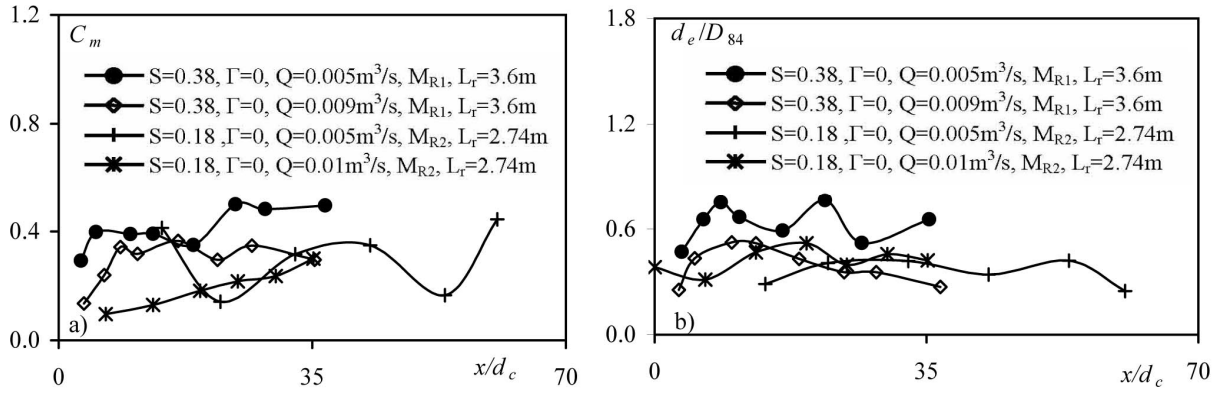 1.2
C_m
S=0.38, Γ=0, Q=0.005m³/s, M_R1, L_r=3.6m
S=0.38, Γ=0, Q=0.009m³/s, M_R1, L_r=3.6m
S=0.18 ,Γ=0, Q=0.005m³/s, M_R2, L_r=2.74m
S=0.18, Γ=0, Q=0.01m³/s, M_R2, L_r=2.74m
0.8
0.4
0.0
a)
0
35
x/d_c
70
1.8
d_e/D_84
S=0.38, Γ=0, Q=0.005m³/s, M_R1, L_r=3.6m
S=0.38, Γ=0, Q=0.009m³/s, M_R1, L_r=3.6m
S=0.18 ,Γ=0, Q=0.005m³/s, M_R2, L_r=2.74m
S=0.18, Γ=0, Q=0.01m³/s, M_R2, L_r=2.74m
1.2
0.6
0.0
b)
0
35
x/d_c
70